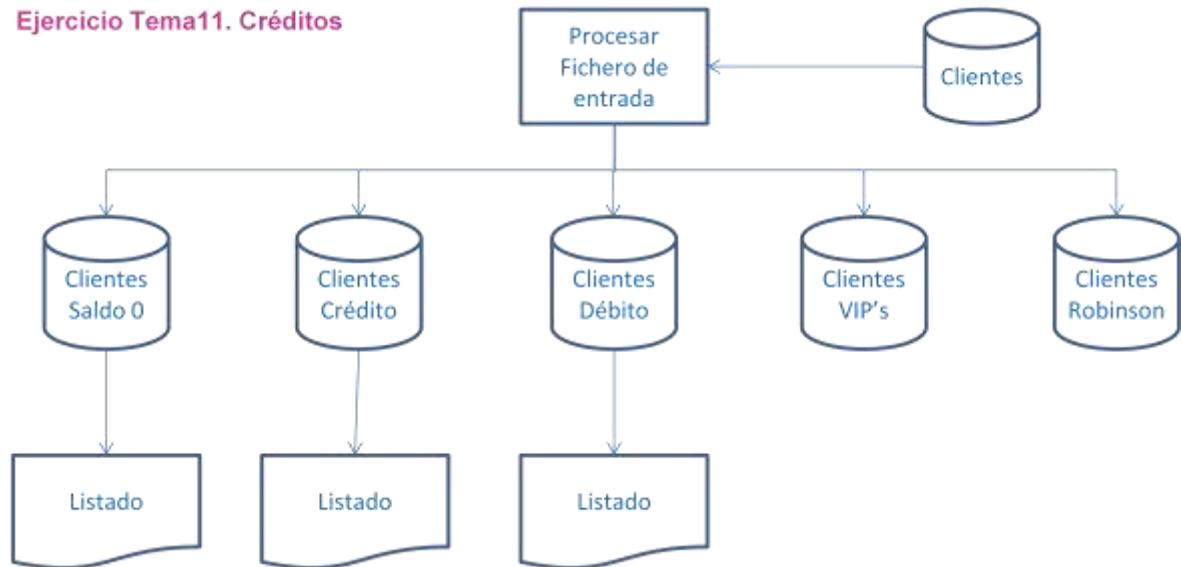 Ejercicio Tema11. Créditos
Procesar
Fichero de
entrada
Clientes
Clientes
Saldo 0
Clientes
Crédito
Clientes
Débito
Clientes
VIP’s
Clientes
Robinson
Listado
Listado
Listado